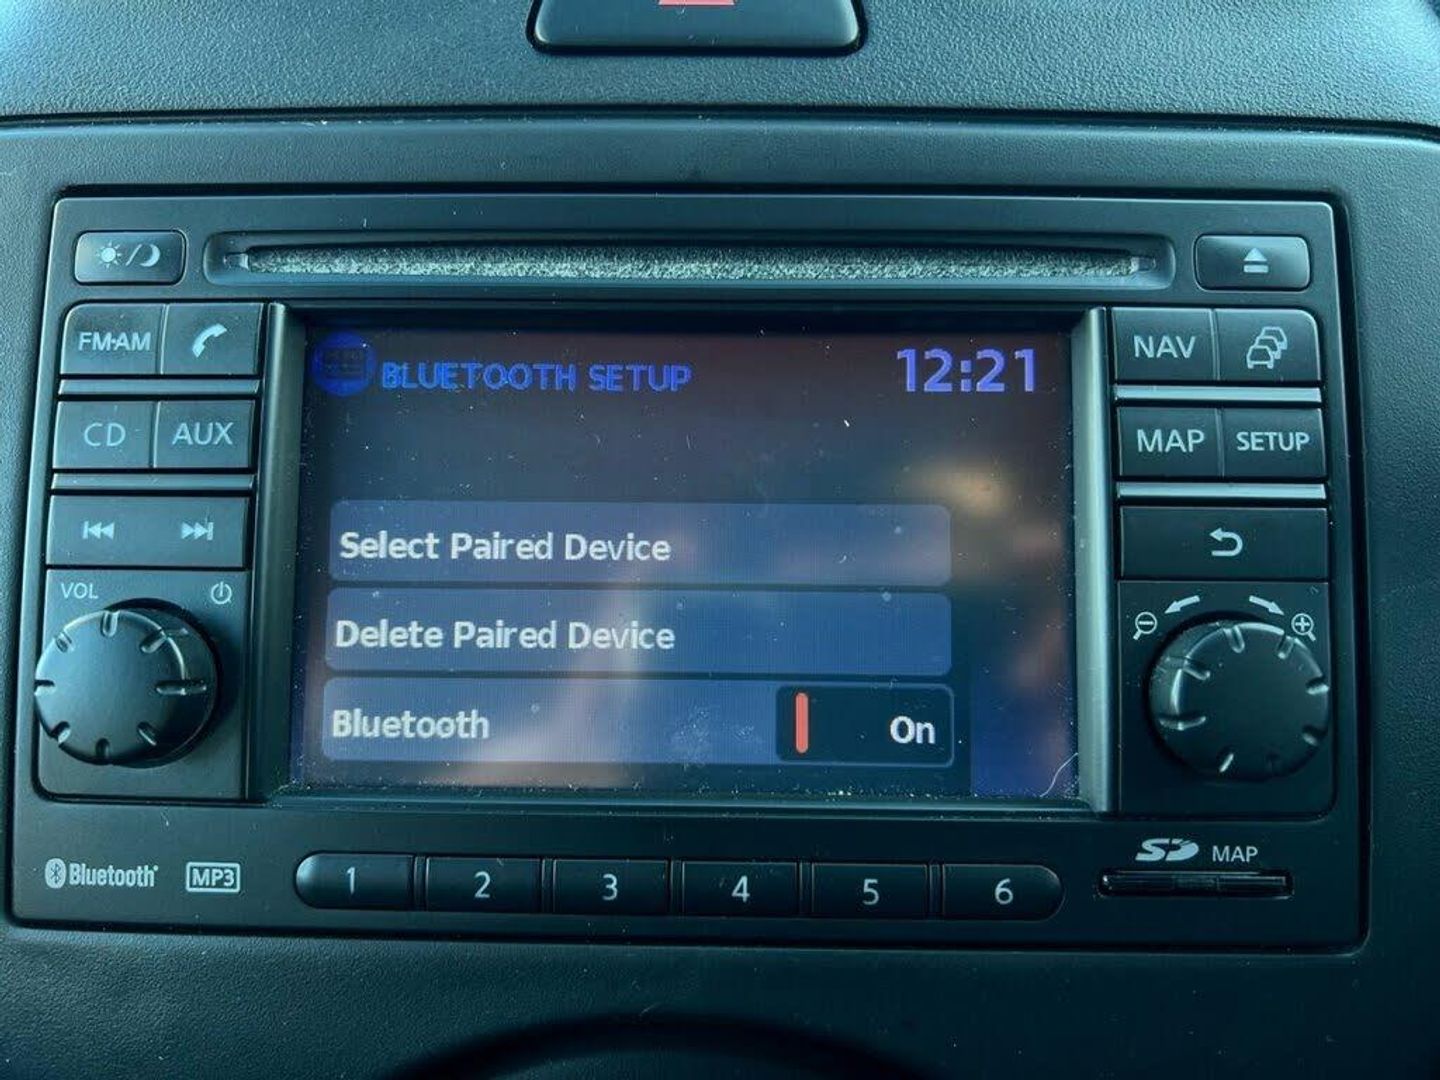 FM·AM
CD AUX
VOL
BLUETOOTH SETUP 12:21
Select Paired Device
Delete Paired Device
Bluetooth On
NAV
MAP SETUP
Bluetooth® MP3
1 2 3 4 5 6
SD MAP